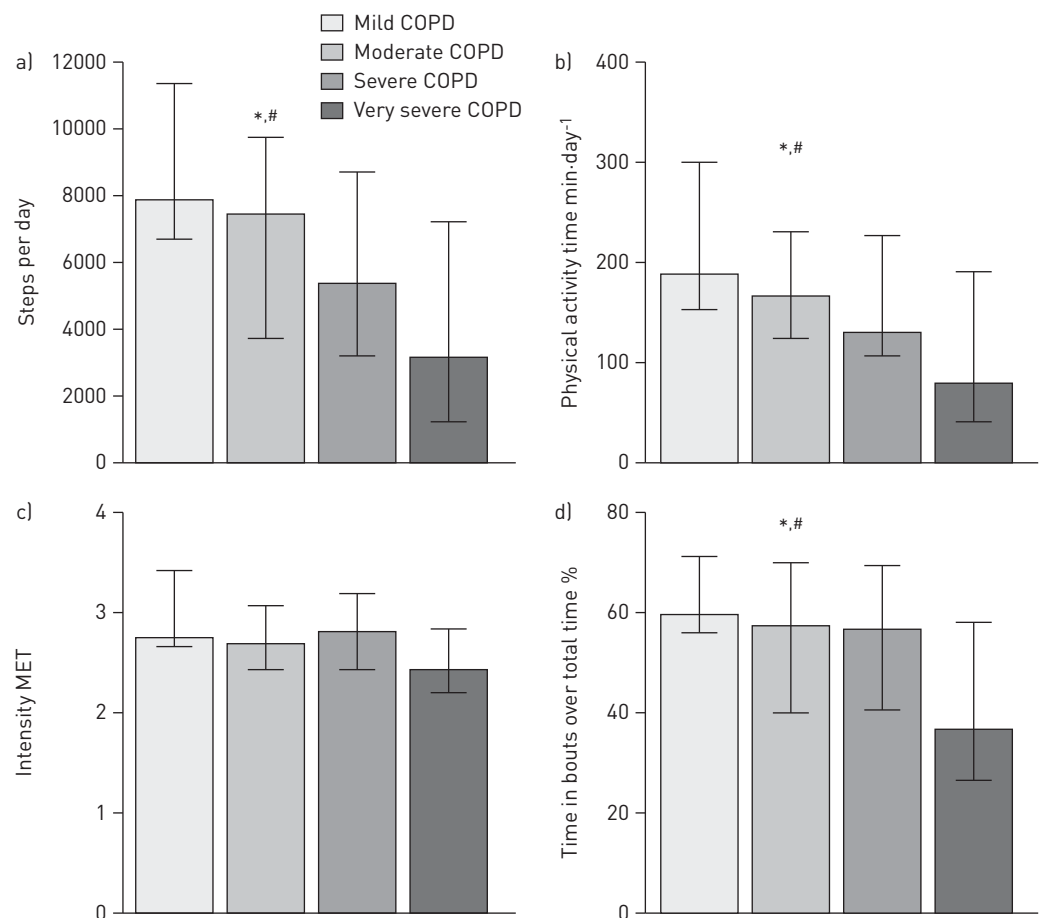 Mild COPD
Moderate COPD
Severe COPD
Very severe COPD
a)
12000
10000
8000
6000
4000
2000
0
Steps per day
*,#
b)
400
300
200
100
0
Physical activity time min·day-1
*,#
c)
4
3
2
1
0
Intensity MET
d)
80
60
40
20
0
Time in bouts over total time %
*,#